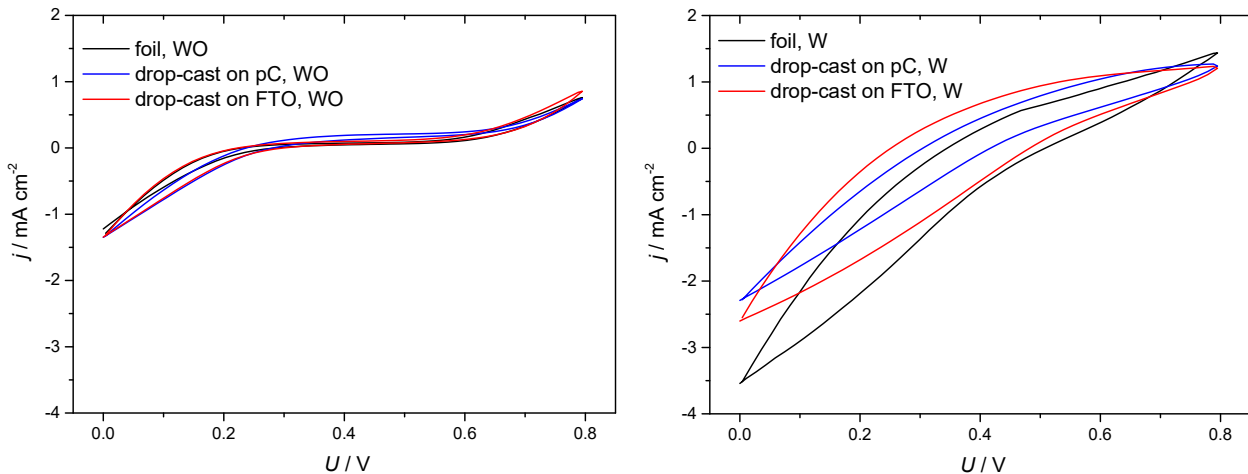 foil, WO
drop-cast on pC, WO
drop-cast on FTO, WO
2
1
0
-1
-2
-3
-4
j / mA cm⁻²
0.0 0.2 0.4 0.6 0.8
U / V
foil, W
drop-cast on pC, W
drop-cast on FTO, W
2
1
0
-1
-2
-3
-4
j / mA cm⁻²
0.0 0.2 0.4 0.6 0.8
U / V